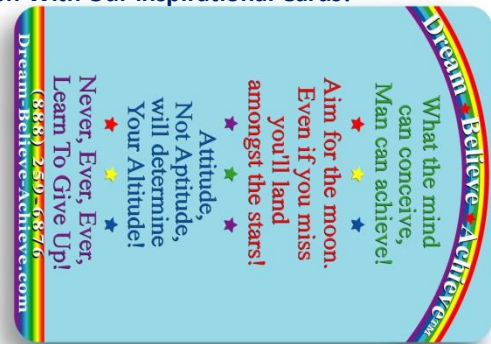 With Our Inspirational Cards!
Dream ★ Believe ★ Achieve™
What the mind
can conceive,
Man can achieve!
Aim for the moon.
Even if you miss
you'll land
amongst the stars!
Attitude,
Not Aptitude,
will determine
Your Altitude!
Never, Ever, Ever,
Learn To Give Up!
(888) 259-6876
Dream-Believe-Achieve.com